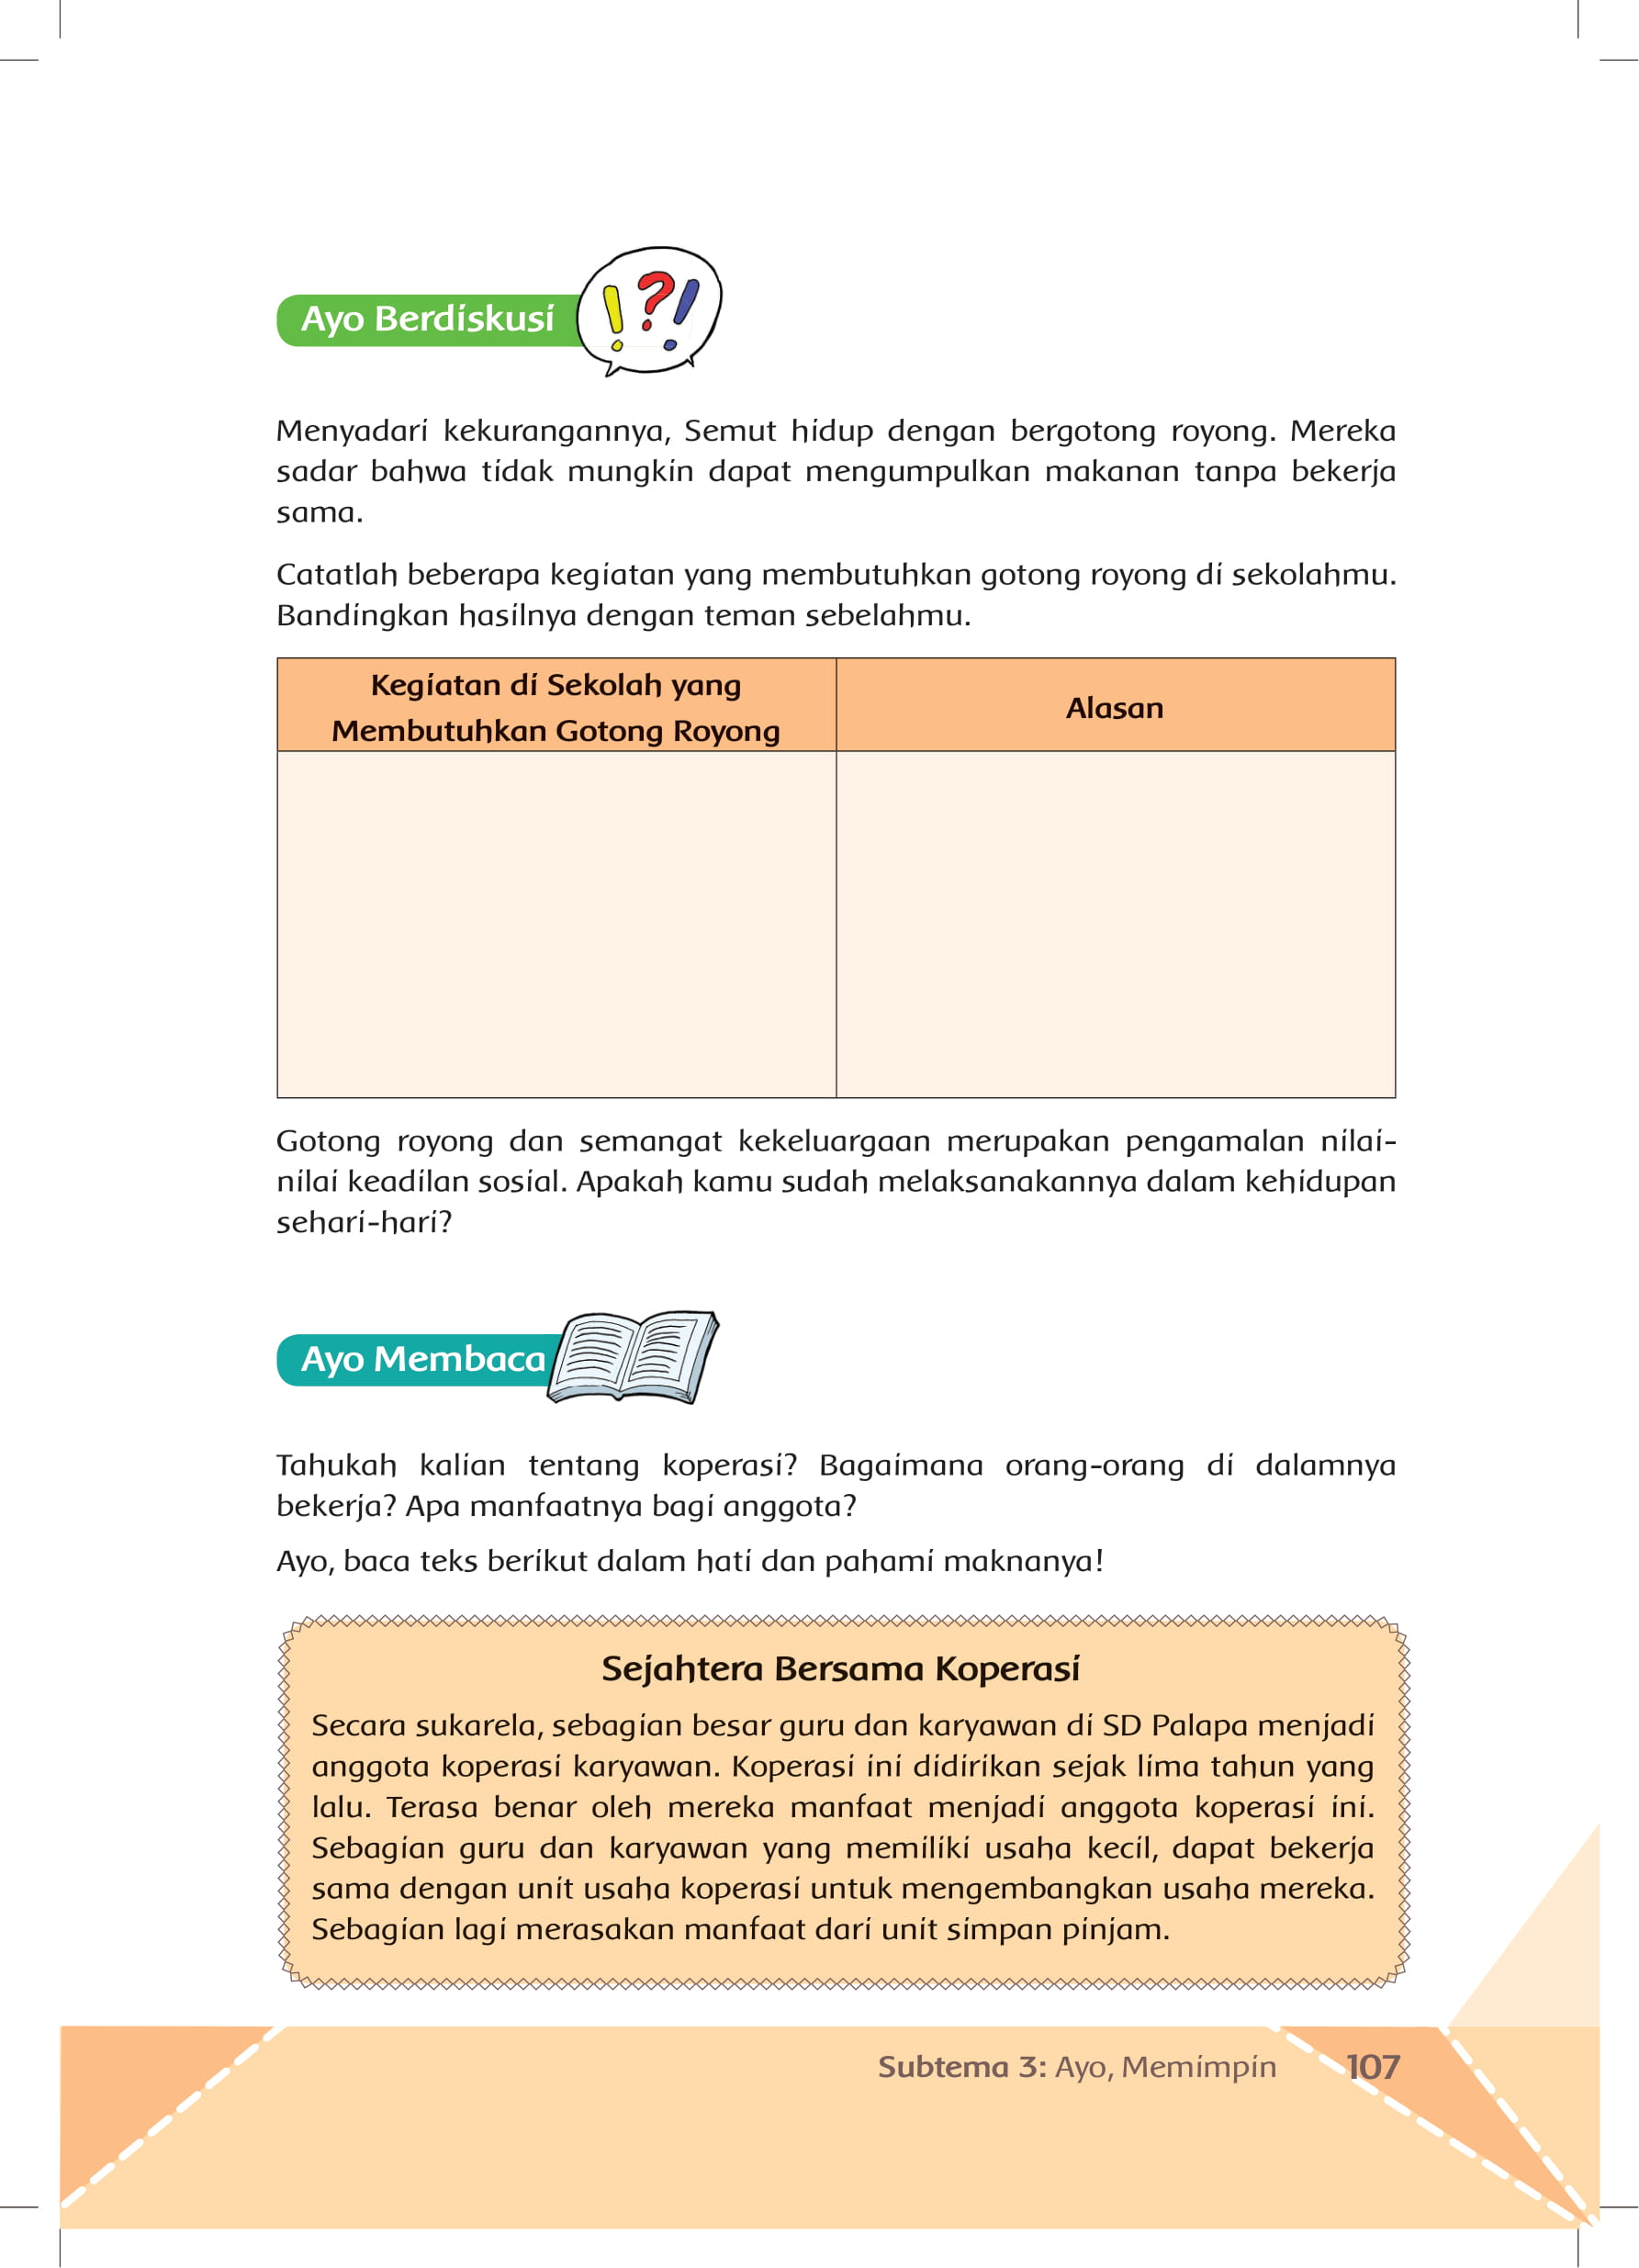 Ayo Berdiskusi
Menyadari kekurangannya, Semut hidup dengan bergotong royong. Mereka
sadar bahwa tidak mungkin dapat mengumpulkan makanan tanpa bekerja
sama.
Catatlah beberapa kegiatan yang membutuhkan gotong royong di sekolahmu.
Bandingkan hasilnya dengan teman sebelahmu.
Kegiatan di Sekolah yang
Membutuhkan Gotong Royong
Alasan
Gotong royong dan semangat kekeluargaan merupakan pengamalan nilai-
nilai keadilan sosial. Apakah kamu sudah melaksanakannya dalam kehidupan
sehari-hari?
Ayo Membaca
Tahukah kalian tentang koperasi? Bagaimana orang-orang di dalamnya
bekerja? Apa manfaatnya bagi anggota?
Ayo, baca teks berikut dalam hati dan pahami maknanya!
Sejahtera Bersama Koperasi
Secara sukarela, sebagian besar guru dan karyawan di SD Palapa menjadi
anggota koperasi karyawan. Koperasi ini didirikan sejak lima tahun yang
lalu. Terasa benar oleh mereka manfaat menjadi anggota koperasi ini.
Sebagian guru dan karyawan yang memiliki usaha kecil, dapat bekerja
sama dengan unit usaha koperasi untuk mengembangkan usaha mereka.
Sebagian lagi merasakan manfaat dari unit simpan pinjam.
Subtema 3: Ayo, Memimpin 107